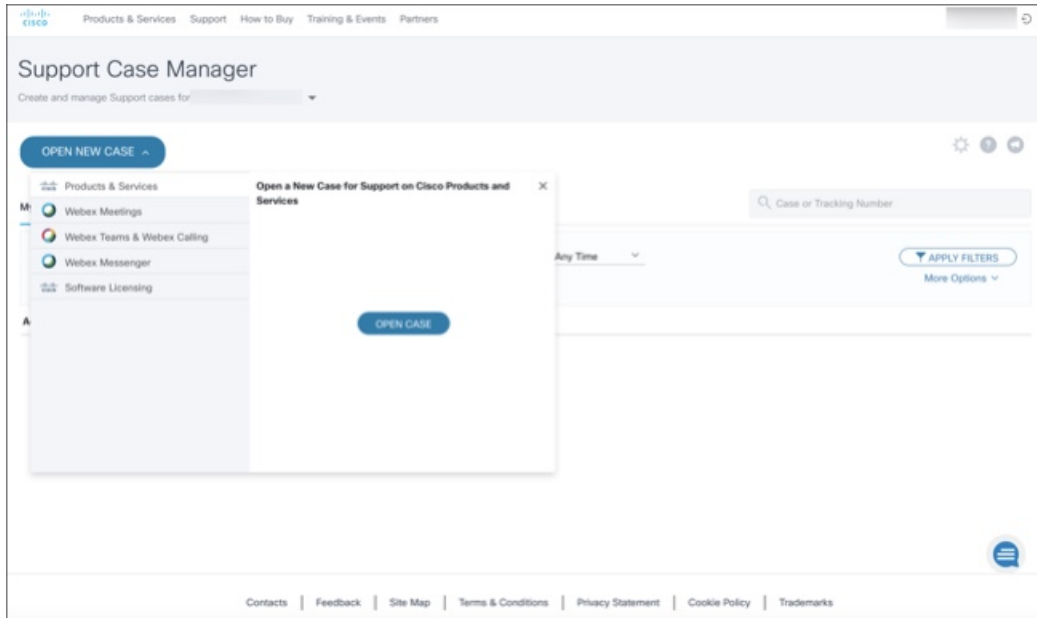 CISCO
Products & Services Support How to Buy Training & Events Partners
Support Case Manager
Create and manage Support cases for
OPEN NEW CASE
Products & Services
Open a New Case for Support on Cisco Products and
Services
Webex Meetings
Webex Teams & Webex Calling
Webex Messenger
Software Licensing
OPEN CASE
Case or Tracking Number
Any Time
APPLY FILTERS
More Options
Contacts | Feedback | Site Map | Terms & Conditions | Privacy Statement | Cookie Policy | Trademarks